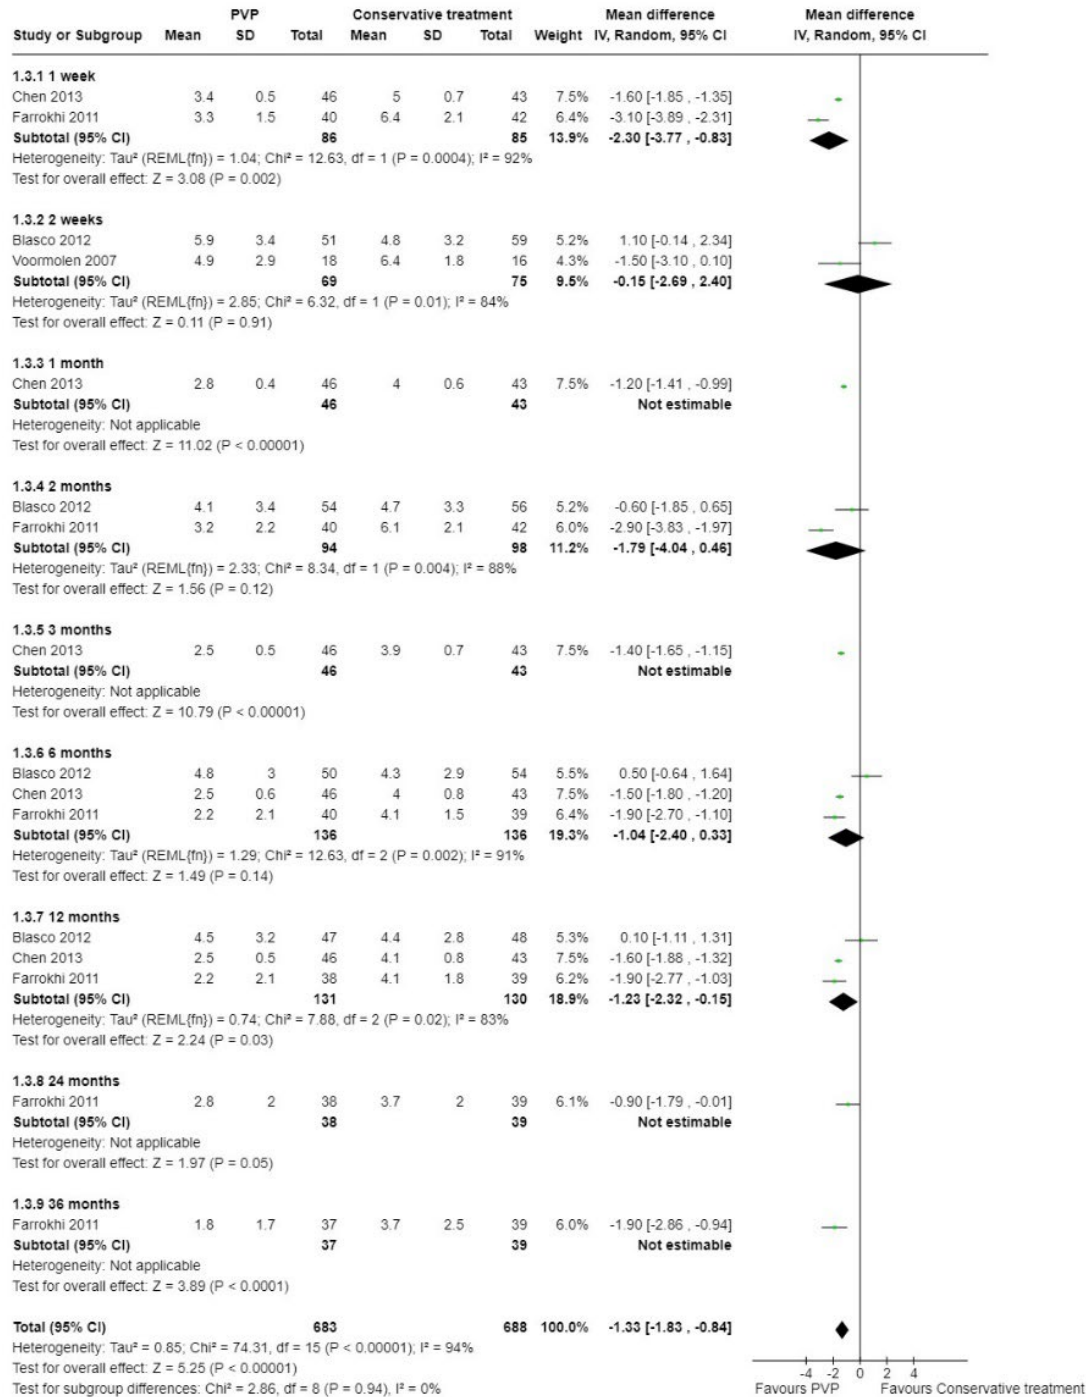 PVP Conservative treatment Mean difference Mean difference
Study or Subgroup Mean SD Total Mean SD Total Weight IV, Random, 95% CI IV, Random, 95% CI
1.3.1 1 week
Chen 2013 3.4 0.5 46 5 0.7 43 7.5% -1.60 [-1.85 , -1.35]
Farrokhi 2011 3.3 1.5 40 6.4 2.1 42 6.4% -3.10 [-3.89 , -2.31]
Subtotal (95% CI) 86 85 13.9% -2.30 [-3.77 , -0.83]
Heterogeneity: Tau² (REML{fn}) = 1.04; Chi² = 12.63, df = 1 (P = 0.0004); I² = 92%
Test for overall effect: Z = 3.08 (P = 0.002)
1.3.2 2 weeks
Blasco 2012 5.9 3.4 51 4.8 3.2 59 5.2% 1.10 [-0.14 , 2.34]
Voormolen 2007 4.9 2.9 18 6.4 1.8 16 4.3% -1.50 [-3.10 , 0.10]
Subtotal (95% CI) 69 75 9.5% -0.15 [-2.69 , 2.40]
Heterogeneity: Tau² (REML{fn}) = 2.85; Chi² = 6.32, df = 1 (P = 0.01); I² = 84%
Test for overall effect: Z = 0.11 (P = 0.91)
1.3.3 1 month
Chen 2013 2.8 0.4 46 4 0.6 43 7.5% -1.20 [-1.41 , -0.99]
Subtotal (95% CI) 46 43 Not estimable
Heterogeneity: Not applicable
Test for overall effect: Z = 11.02 (P < 0.00001)
1.3.4 2 months
Blasco 2012 4.1 3.4 54 4.7 3.3 56 5.2% -0.60 [-1.85 , 0.65]
Farrokhi 2011 3.2 2.2 40 6.1 2.1 42 6.0% -2.90 [-3.83 , -1.97]
Subtotal (95% CI) 94 98 11.2% -1.79 [-4.04 , 0.46]
Heterogeneity: Tau² (REML{fn}) = 2.33; Chi² = 8.34, df = 1 (P = 0.004); I² = 88%
Test for overall effect: Z = 1.56 (P = 0.12)
1.3.5 3 months
Chen 2013 2.5 0.5 46 3.9 0.7 43 7.5% -1.40 [-1.65 , -1.15]
Subtotal (95% CI) 46 43 Not estimable
Heterogeneity: Not applicable
Test for overall effect: Z = 10.79 (P < 0.00001)
1.3.6 6 months
Blasco 2012 4.8 3 50 4.3 2.9 54 5.5% 0.50 [-0.64 , 1.64]
Chen 2013 2.5 0.6 46 4 0.8 43 7.5% -1.50 [-1.80 , -1.20]
Farrokhi 2011 2.2 2.1 40 4.1 1.5 39 6.4% -1.90 [-2.70 , -1.10]
Subtotal (95% CI) 136 136 19.3% -1.04 [-2.40 , 0.33]
Heterogeneity: Tau² (REML{fn}) = 1.29; Chi² = 12.63, df = 2 (P = 0.002); I² = 91%
Test for overall effect: Z = 1.49 (P = 0.14)
1.3.7 12 months
Blasco 2012 4.5 3.2 47 4.4 2.8 48 5.3% 0.10 [-1.11 , 1.31]
Chen 2013 2.5 0.5 46 4.1 0.8 43 7.5% -1.60 [-1.88 , -1.32]
Farrokhi 2011 2.2 2.1 38 4.1 1.8 39 6.2% -1.90 [-2.77 , -1.03]
Subtotal (95% CI) 131 130 18.9% -1.23 [-2.32 , -0.15]
Heterogeneity: Tau² (REML{fn}) = 0.74; Chi² = 7.88, df = 2 (P = 0.02); I² = 83%
Test for overall effect: Z = 2.24 (P = 0.03)
1.3.8 24 months
Farrokhi 2011 2.8 2 38 3.7 2 39 6.1% -0.90 [-1.79 , -0.01]
Subtotal (95% CI) 38 39 Not estimable
Heterogeneity: Not applicable
Test for overall effect: Z = 1.97 (P = 0.05)
1.3.9 36 months
Farrokhi 2011 1.8 1.7 37 3.7 2.5 39 6.0% -1.90 [-2.86 , -0.94]
Subtotal (95% CI) 37 39 Not estimable
Heterogeneity: Not applicable
Test for overall effect: Z = 3.89 (P < 0.0001)
Total (95% CI) 683 688 100.0% -1.33 [-1.83 , -0.84]
Heterogeneity: Tau² = 0.85; Chi² = 74.31, df = 15 (P < 0.00001); I² = 94%
Test for overall effect: Z = 5.25 (P < 0.00001)
-4 -2 0 2 4
Test for subgroup differences: Chi² = 2.86, df = 8 (P = 0.94), I² = 0% Favours PVP Favours Conservative treatment